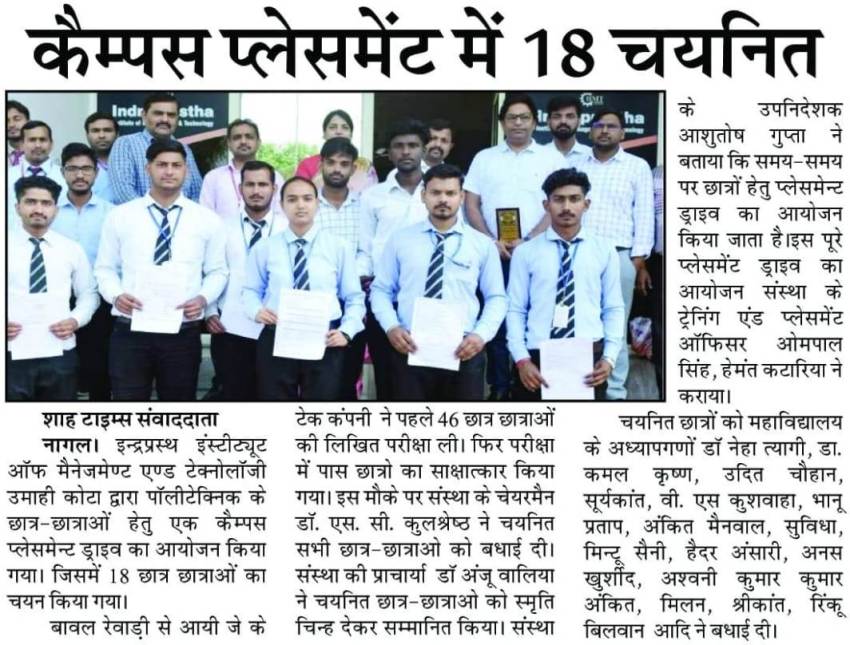 कैम्पस प्लेसमेंट में 18 चयनित
Technology
IIMT
शाह टाइम्स संवाददाता
नागल। इन्द्रप्रस्थ इंस्टीट्यूट
ऑफ मैनेजमेण्ट एण्ड टेक्नोलॉजी
उमाही कोटा द्वारा पॉलीटेक्निक के
छात्र-छात्राओं हेतु एक कैम्पस
प्लेसमेन्ट ड्राइव का आयोजन किया
गया। जिसमें 18 छात्र छात्राओं का
चयन किया गया।
बावल रेवाड़ी से आयी जे के
टेक कंपनी ने पहले 46 छात्र छात्राओं
की लिखित परीक्षा ली। फिर परीक्षा
में पास छात्रो का साक्षात्कार किया
गया। इस मौके पर संस्था के चेयरमैन
डॉ. एस. सी. कुलश्रेष्ठ ने चयनित
सभी छात्र-छात्राओ को बधाई दी।
संस्था की प्राचार्या डॉ अंजू वालिया
ने चयनित छात्र-छात्राओ को स्मृति
चिन्ह देकर सम्मानित किया। संस्था
के उपनिदेशक
आशुतोष गुप्ता ने
बताया कि समय-समय
पर छात्रों हेतु प्लेसमेन्ट
ड्राइव का आयोजन
किया जाता है।इस पूरे
प्लेसमेंट ड्राइव का
आयोजन संस्था के
ट्रेनिंग एंड प्लेसमेंट
ऑफिसर ओमपाल
सिंह, हेमंत कटारिया ने
कराया।
चयनित छात्रों को महाविद्यालय
के अध्यापगणों डॉ नेहा त्यागी, डा.
कमल कृष्ण, उदित चौहान,
सूर्यकांत, वी. एस कुशवाहा, भानू
प्रताप, अंकित मैनवाल, सुविधा,
मिन्टू सैनी, हैदर अंसारी, अनस
खुर्शीद, अश्वनी कुमार कुमार
अंकित, मिलन, श्रीकांत, रिंकू
बिलवान आदि ने बधाई दी।